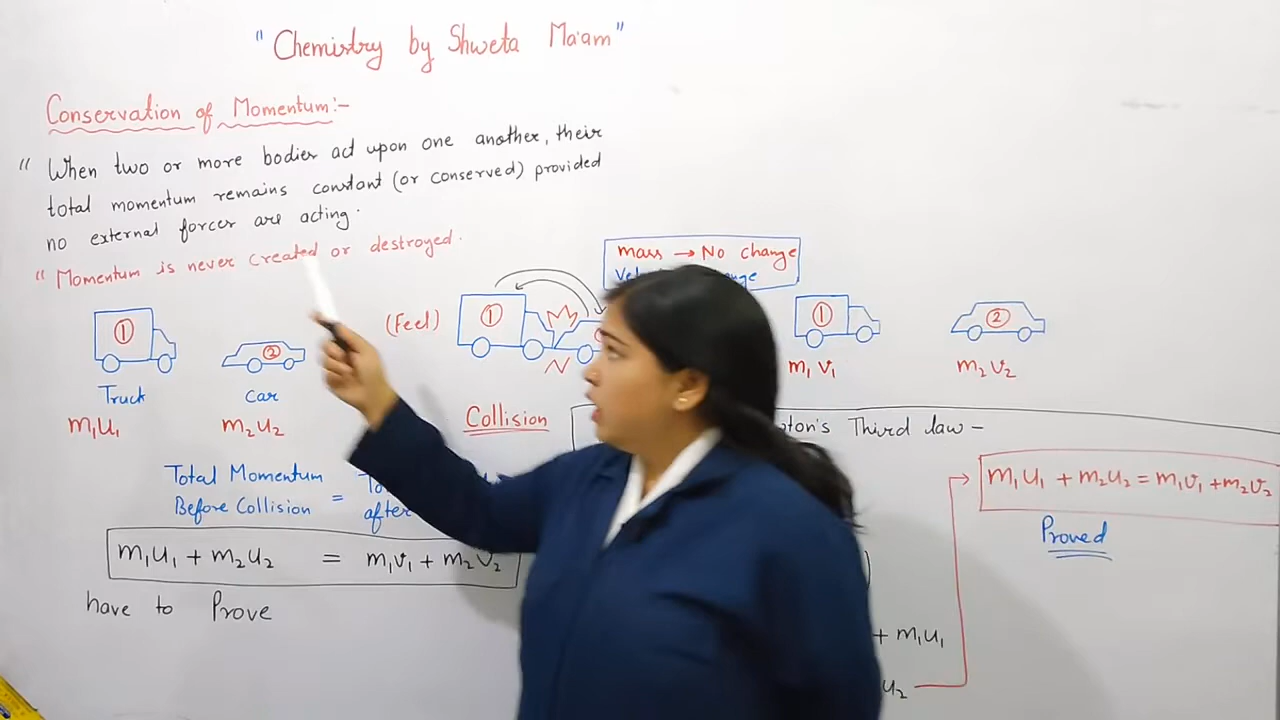 "Chemistry by Shweta Ma'am"
Conservation of Momentum:-
" When two or more bodies act upon one another, their
total momentum remains constant (or conserved) provided
no external forces are acting.
" Momentum is never created or destroyed.
mass → No change
① Truck
m₁u₁
② Car
m₂u₂
(Feel)
①
Collision
①
m₁v₁
②
m₂v₂
Total Momentum
Before Collision =
after
m₁u₁ + m₂u₂ = m₁v₁ + m₂v₂
have to Prove
Third law -
m₁u₁ + m₂u₂ = m₁v₁ + m₂v₂
Proved
+ m₁u₁
u₂